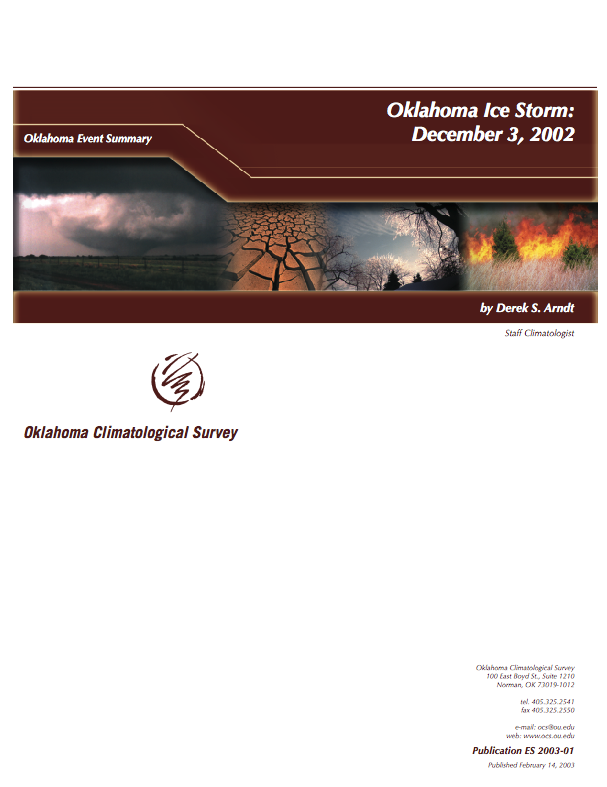 Oklahoma Ice Storm:
December 3, 2002
Oklahoma Event Summary
by Derek S. Arndt
Staff Climatologist
Oklahoma Climatological Survey
Oklahoma Climatological Survey
100 East Boyd St., Suite 1210
Norman, OK 73019-1012
tel. 405.325.2541
fax 405.325.2550
e-mail: ocs@ou.edu
web: www.ocs.ou.edu
Publication ES 2003-01
Published February 14, 2003